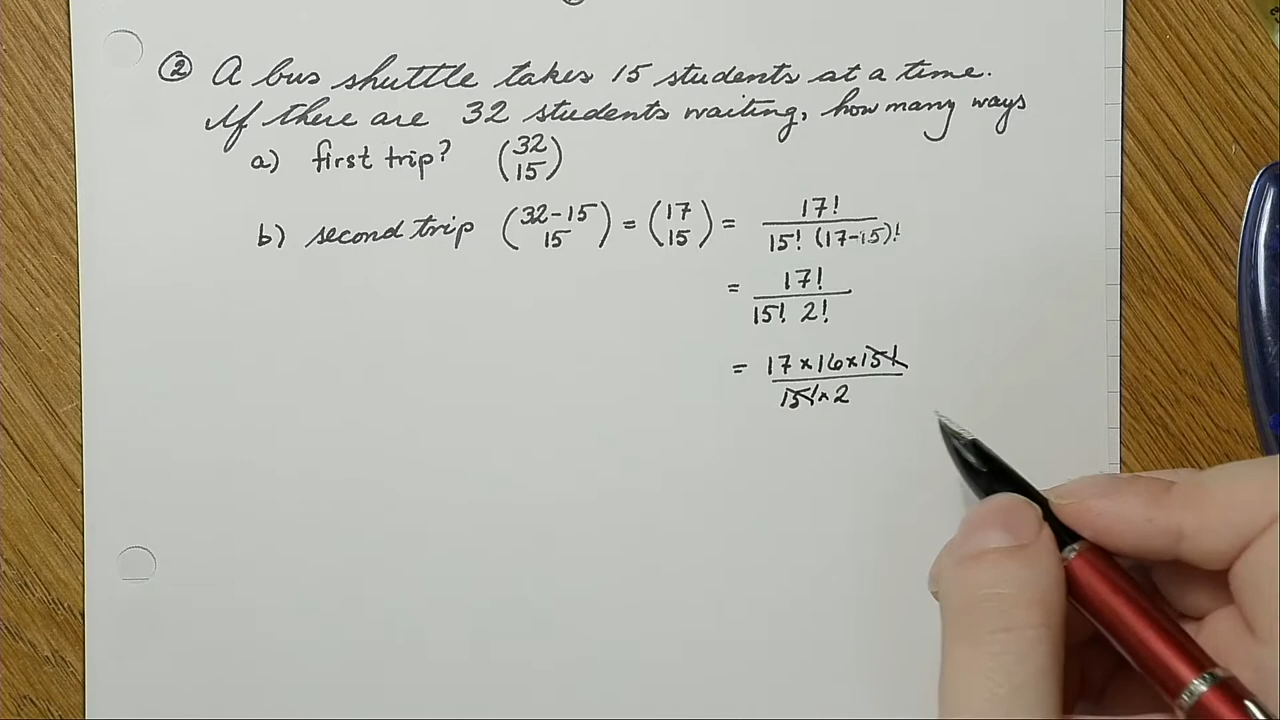 ② A bus shuttle takes 15 students at a time.
If there are 32 students waiting, how many ways
a) first trip? (32 15)
b) second trip (32-15 15) = (17 15) = 17! / 15! (17-15)!
= 17! / 15! 2!
= 17 × 16 × 15! / 15! × 2